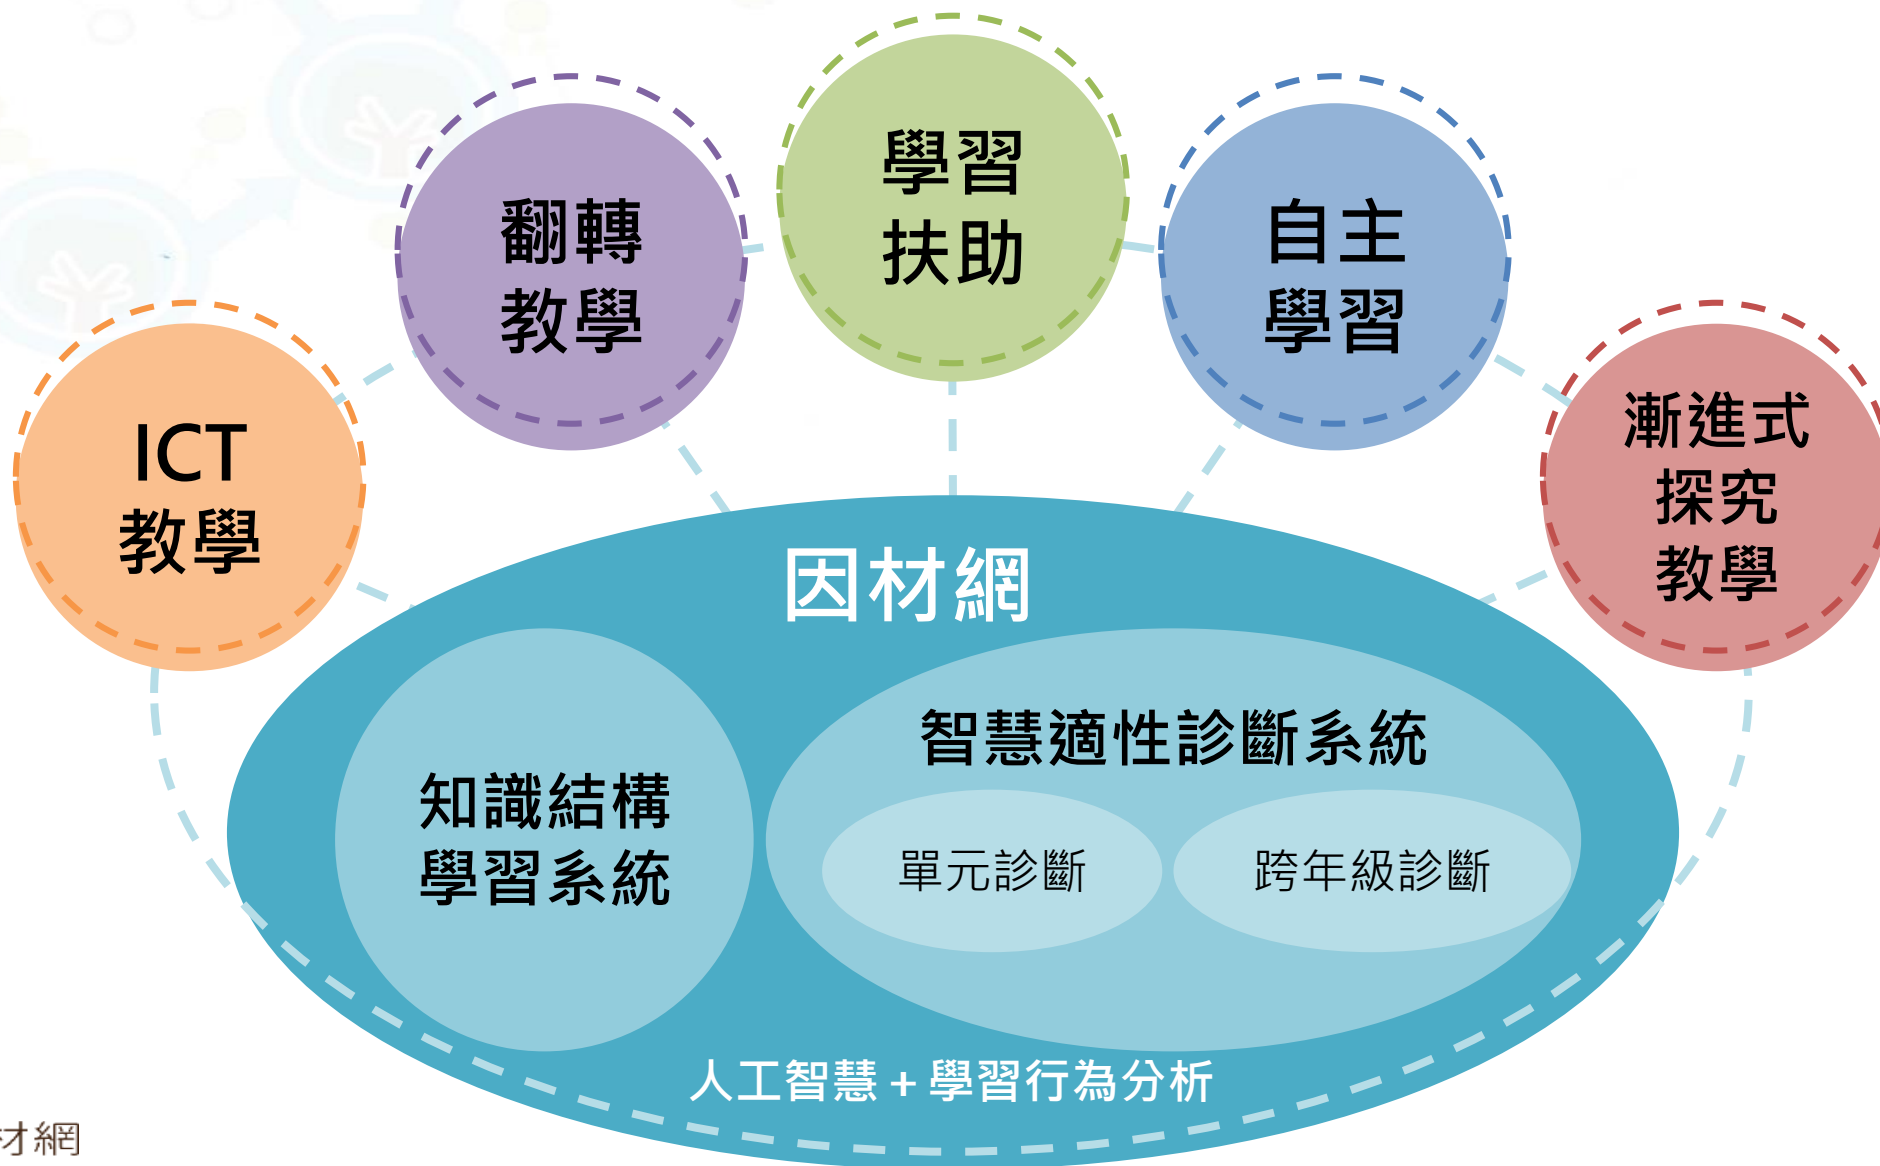 學習
扶助
翻轉
教學
自主
學習
ICT
教學
漸進式
探究
教學
因材網
知識結構
學習系統
智慧適性診斷系統
單元診斷
跨年級診斷
人工智慧 + 學習行為分析
材網